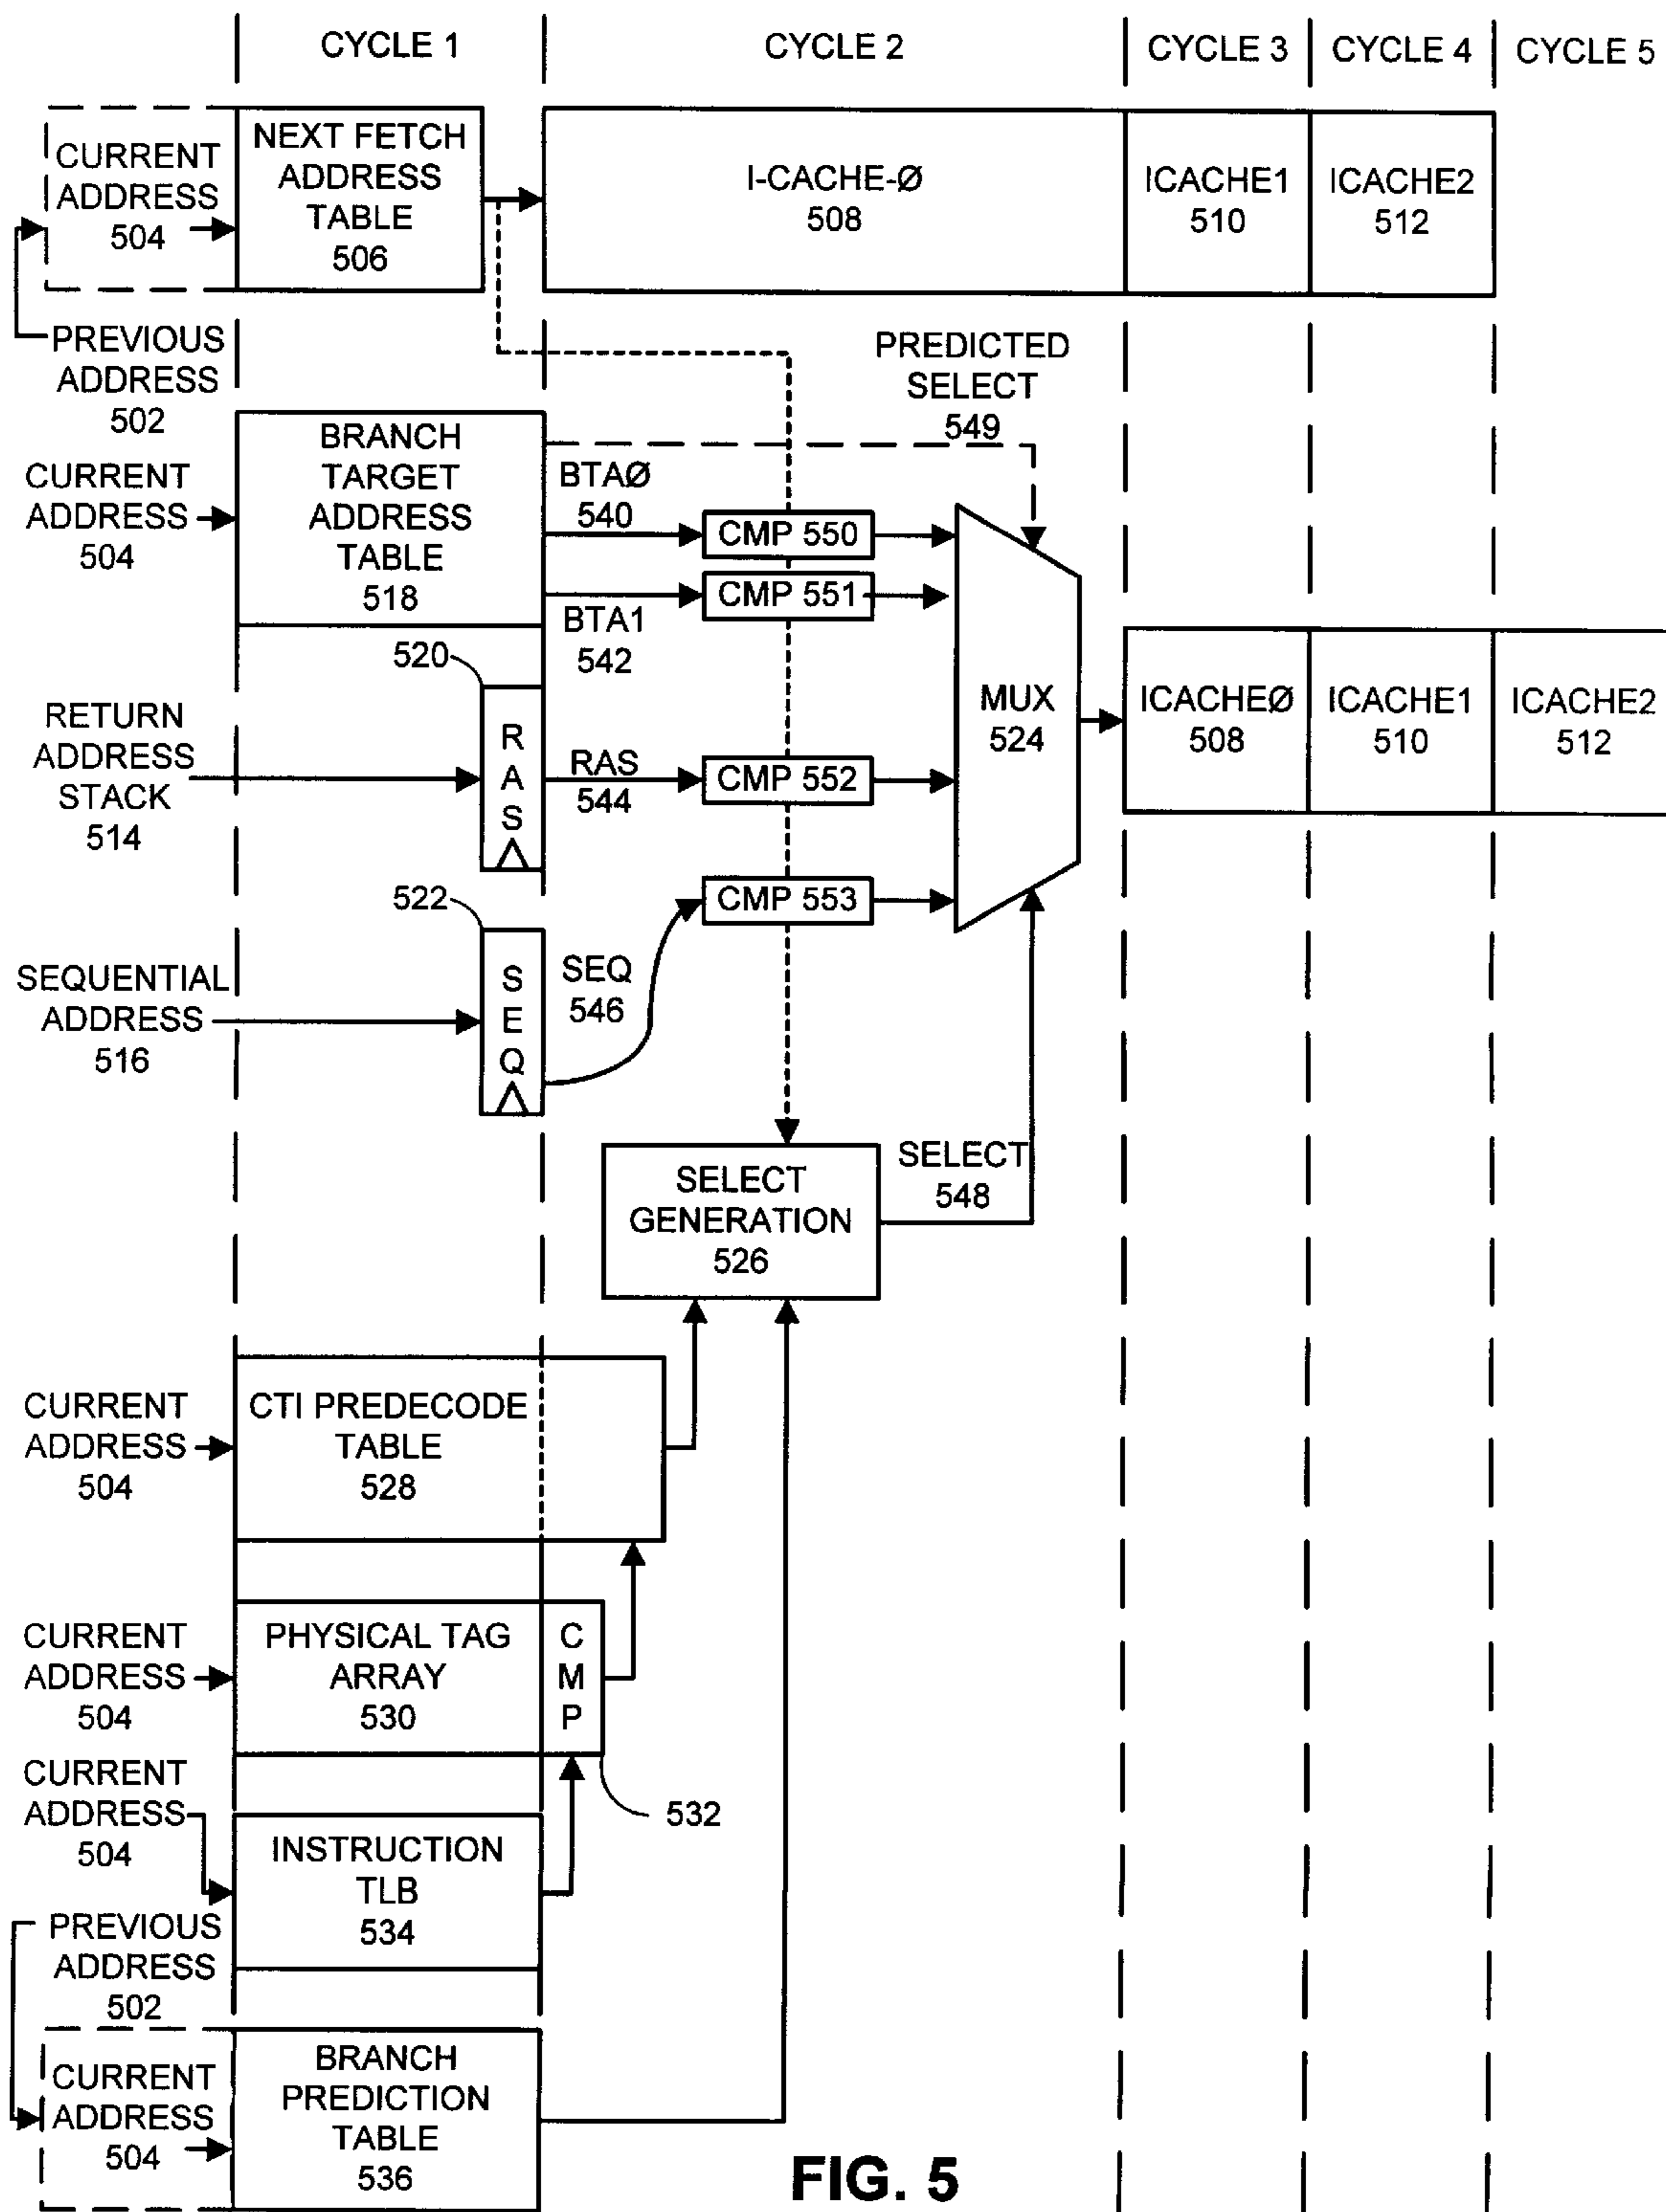 CYCLE 1
CYCLE 2
CYCLE 3
CYCLE 4
CYCLE 5
CURRENT
ADDRESS
504
NEXT FETCH
ADDRESS
TABLE
506
I-CACHE-Ø
508
ICACHE1
510
ICACHE2
512
PREVIOUS
ADDRESS
502
PREDICTED
SELECT
549
CURRENT
ADDRESS
504
BRANCH
TARGET
ADDRESS
TABLE
518
BTAØ
540
CMP 550
CMP 551
BTA1
542
520
RETURN
ADDRESS
STACK
514
R
A
S
RAS
544
CMP 552
MUX
524
ICACHEØ
508
ICACHE1
510
ICACHE2
512
CMP 553
522
SEQUENTIAL
ADDRESS
516
S
E
Q
SEQ
546
SELECT
GENERATION
526
SELECT
548
CURRENT
ADDRESS
504
CTI PREDECODE
TABLE
528
CURRENT
ADDRESS
504
PHYSICAL TAG
ARRAY
530
C
M
P
532
CURRENT
ADDRESS
504
INSTRUCTION
TLB
534
PREVIOUS
ADDRESS
502
CURRENT
ADDRESS
504
BRANCH
PREDICTION
TABLE
536
FIG. 5